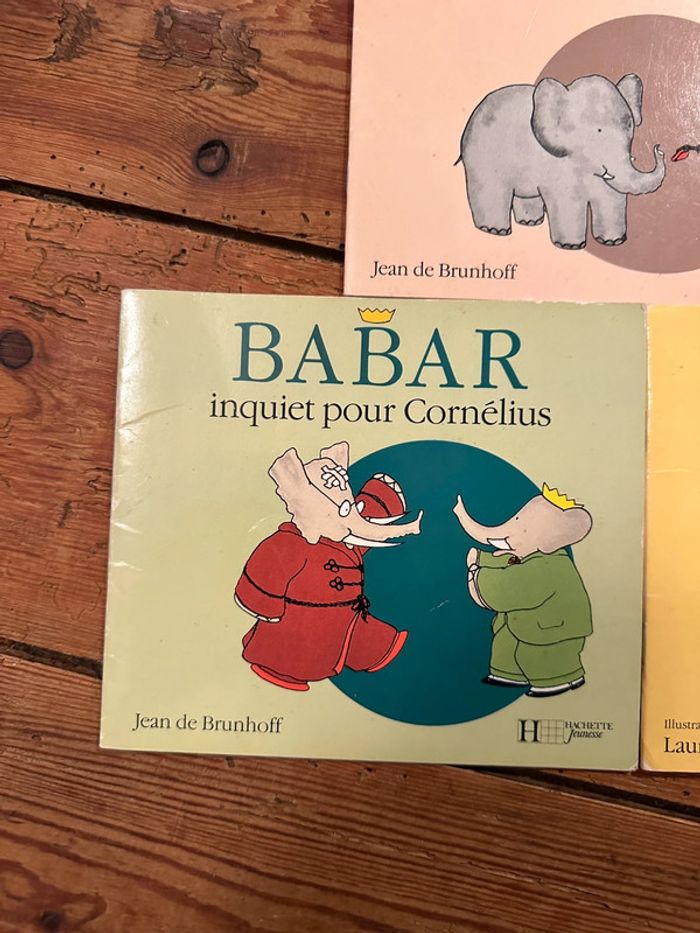 Jean de Brunhoff
BABAR
inquiet pour Cornélius
Jean de Brunhoff
H HACHETTE
Jeunesse